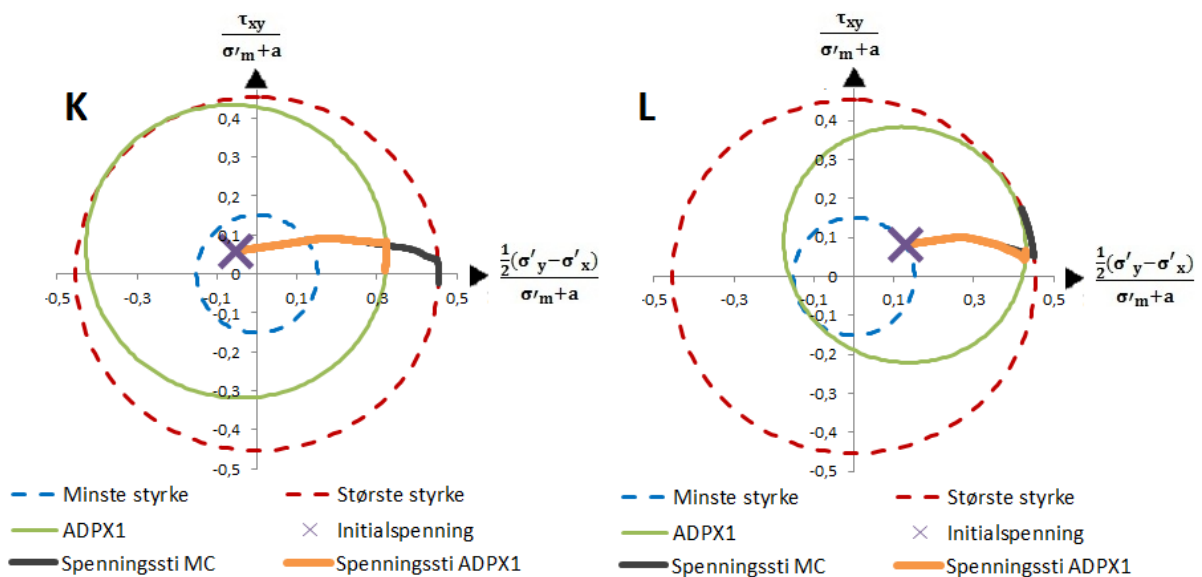 K
τxy
σ′m+a
0,4
0,3
0,2
0,1
0
-0,1
-0,2
-0,3
-0,4
-0,5
-0,5
-0,3
-0,1
0,1
0,3
0,5
½(σ′y−σ′x)
σ′m+a
Minste styrke
Største styrke
ADPX1
Initialspenning
Spenningssti MC
Spenningssti ADPX1
L
τxy
σ′m+a
0,4
0,3
0,2
0,1
0
-0,1
-0,2
-0,3
-0,4
-0,5
-0,5
-0,3
-0,1
0,1
0,3
0,5
½(σ′y−σ′x)
σ′m+a
Minste styrke
Største styrke
ADPX1
Initialspenning
Spenningssti MC
Spenningssti ADPX1